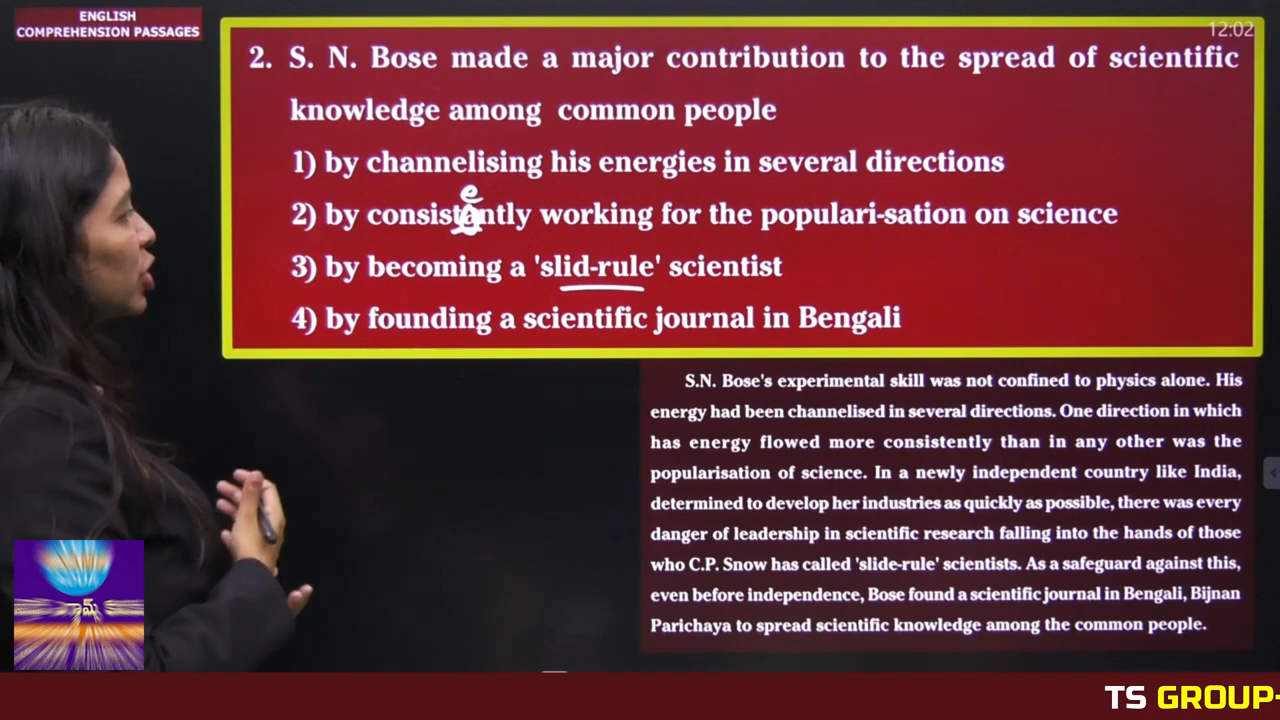 ENGLISH
COMPREHENSION PASSAGES
12:02
2. S. N. Bose made a major contribution to the spread of scientific
knowledge among common people
1) by channelising his energies in several directions
2) by consistently working for the populari-sation on science
3) by becoming a 'slid-rule' scientist
4) by founding a scientific journal in Bengali
S.N. Bose's experimental skill was not confined to physics alone. His
energy had been channelised in several directions. One direction in which
has energy flowed more consistently than in any other was the
popularisation of science. In a newly independent country like India,
determined to develop her industries as quickly as possible, there was every
danger of leadership in scientific research falling into the hands of those
who C.P. Snow has called 'slide-rule' scientists. As a safeguard against this,
even before independence, Bose found a scientific journal in Bengali, Bijnan
Parichaya to spread scientific knowledge among the common people.
TS GROUP-